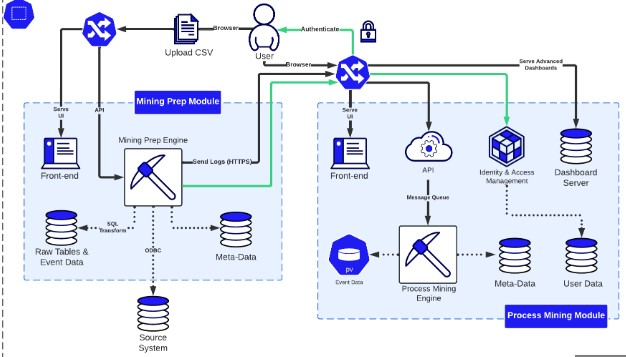 Browser
Authenticate
Upload CSV
User
Browser
Serve Advanced
Dashboards
Mining Prep Module
Serve
UI
API
Serve
UI
Mining Prep Engine
Send Logs (HTTPS)
Front-end
Front-end
API
Identity & Access
Management
Dashboard
Server
Message Queue
SQL
Transform
ODBC
Raw Tables &
Event Data
Meta-Data
pv
Event Data
Process Mining
Engine
Meta-Data
User Data
Process Mining Module
Source
System